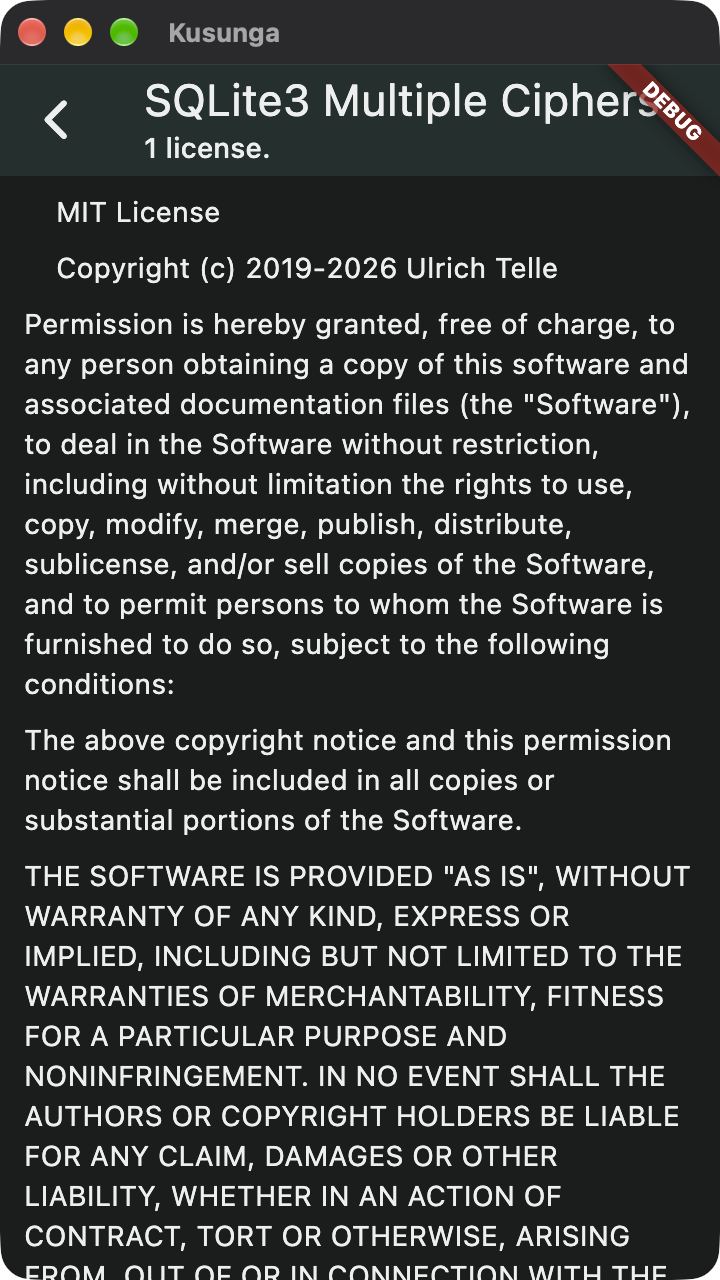 Kusunga
SQLite3 Multiple Ciphers
1 license.
DEBUG
MIT License
Copyright (c) 2019-2026 Ulrich Telle
Permission is hereby granted, free of charge, to
any person obtaining a copy of this software and
associated documentation files (the "Software"),
to deal in the Software without restriction,
including without limitation the rights to use,
copy, modify, merge, publish, distribute,
sublicense, and/or sell copies of the Software,
and to permit persons to whom the Software is
furnished to do so, subject to the following
conditions:
The above copyright notice and this permission
notice shall be included in all copies or
substantial portions of the Software.
THE SOFTWARE IS PROVIDED "AS IS", WITHOUT
WARRANTY OF ANY KIND, EXPRESS OR
IMPLIED, INCLUDING BUT NOT LIMITED TO THE
WARRANTIES OF MERCHANTABILITY, FITNESS
FOR A PARTICULAR PURPOSE AND
NONINFRINGEMENT. IN NO EVENT SHALL THE
AUTHORS OR COPYRIGHT HOLDERS BE LIABLE
FOR ANY CLAIM, DAMAGES OR OTHER
LIABILITY, WHETHER IN AN ACTION OF
CONTRACT, TORT OR OTHERWISE, ARISING
FROM, OUT OF OR IN CONNECTION WITH THE